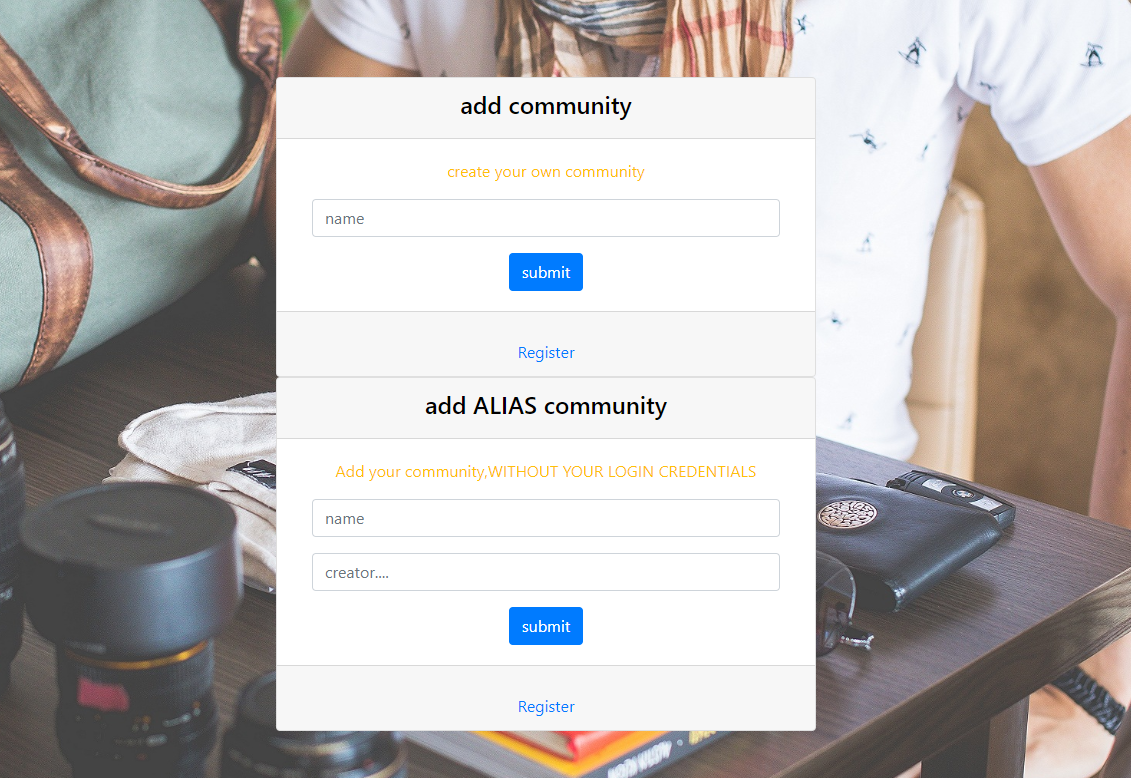 add community
create your own community
name
submit
Register
add ALIAS community
Add your community,WITHOUT YOUR LOGIN CREDENTIALS
name
creator....
submit
Register